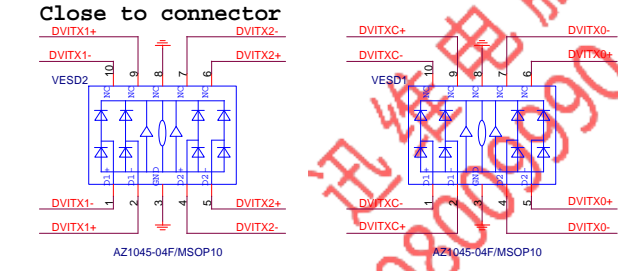 Close to connector
DVITX1+ DVITX2- DVITXC+ DVITX0-
DVITX1- DVITX2+ DVITXC- DVITX0+
10 9 8 7 6 10 9 8 7 6
VESD2 VESD1
NC NC NC NC NC NC NC NC
D1+ D1- GND D2+ D2- D1+ D1- GND D2+ D2-
1 2 3 4 5 1 2 3 4 5
DVITX1- DVITX2+ DVITXC- DVITX0+
DVITX1+ DVITX2- DVITXC+ DVITX0-
AZ1045-04F/MSOP10 AZ1045-04F/MSOP10
迅维电